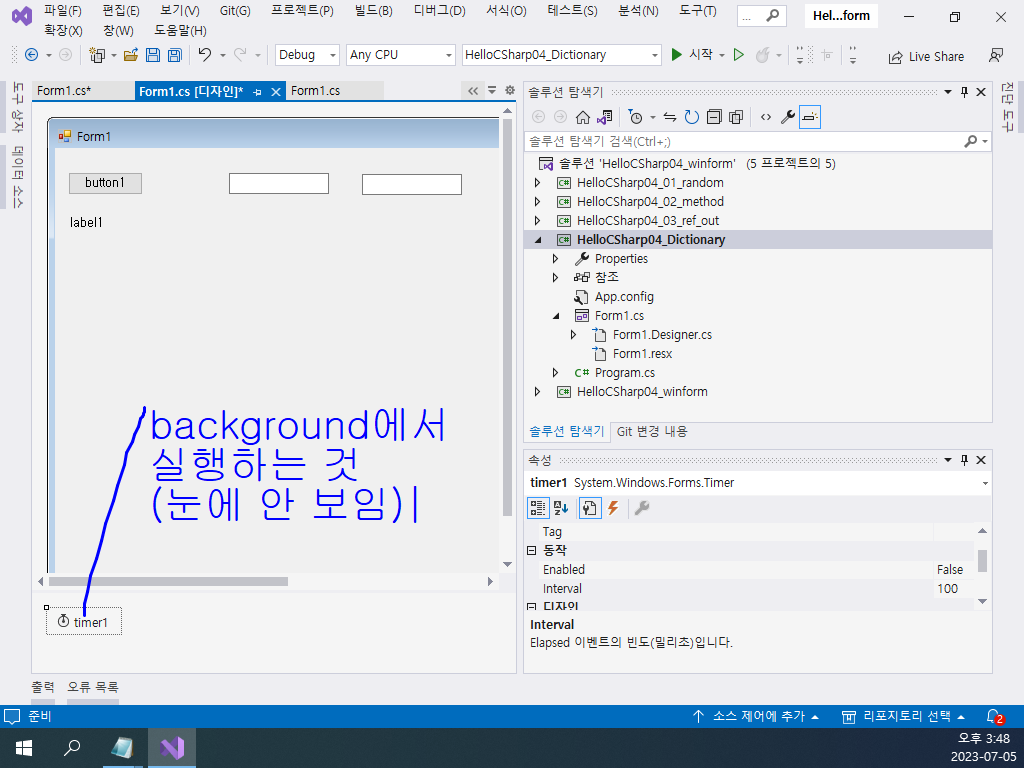 파일(F) 편집(E) 보기(V) Git(G) 프로젝트(P) 빌드(B) 디버그(D) 서식(O) 테스트(S) 분석(N) 도구(T) ... Hel...form
확장(X) 창(W) 도움말(H)
Debug Any CPU HelloCSharp04_Dictionary 시작 Live Share
도구 상자
데이터 소스
Form1.cs* Form1.cs [디자인]* Form1.cs
Form1
button1
label1
background에서
실행하는 것
(눈에 안 보임)
timer1
솔루션 탐색기
솔루션 탐색기 검색(Ctrl+;)
솔루션 'HelloCSharp04_winform' (5 프로젝트의 5)
HelloCSharp04_01_random
HelloCSharp04_02_method
HelloCSharp04_03_ref_out
HelloCSharp04_Dictionary
Properties
참조
App.config
Form1.cs
Form1.Designer.cs
Form1.resx
C# Program.cs
HelloCSharp04_winform
솔루션 탐색기 Git 변경 내용
속성
timer1 System.Windows.Forms.Timer
Tag
동작
Enabled False
Interval 100
디자인
Interval
Elapsed 이벤트의 빈도(밀리초)입니다.
진단 도구
출력 오류 목록
준비 소스 제어에 추가 리포지토리 선택 2
오후 3:48
2023-07-05